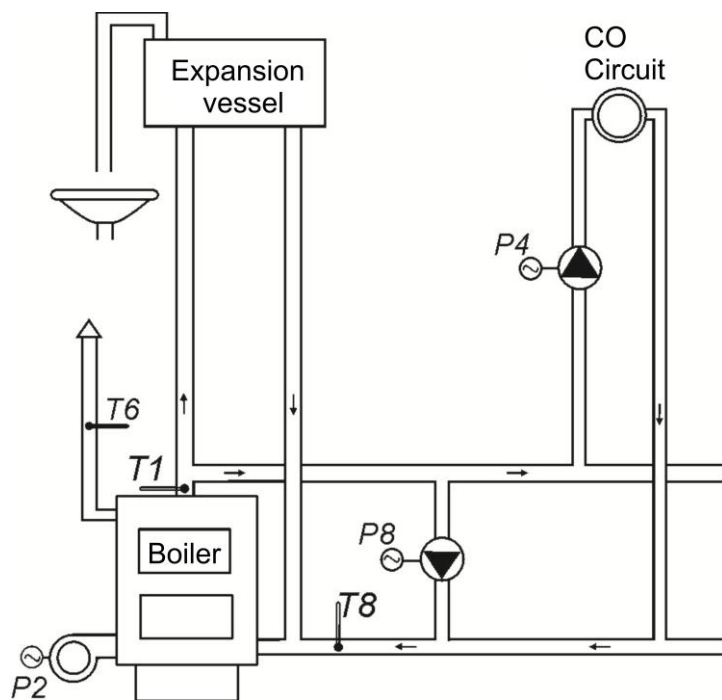 CO
Circuit
Expansion
vessel
P4
T6
T1
Boiler
P8
T8
P2